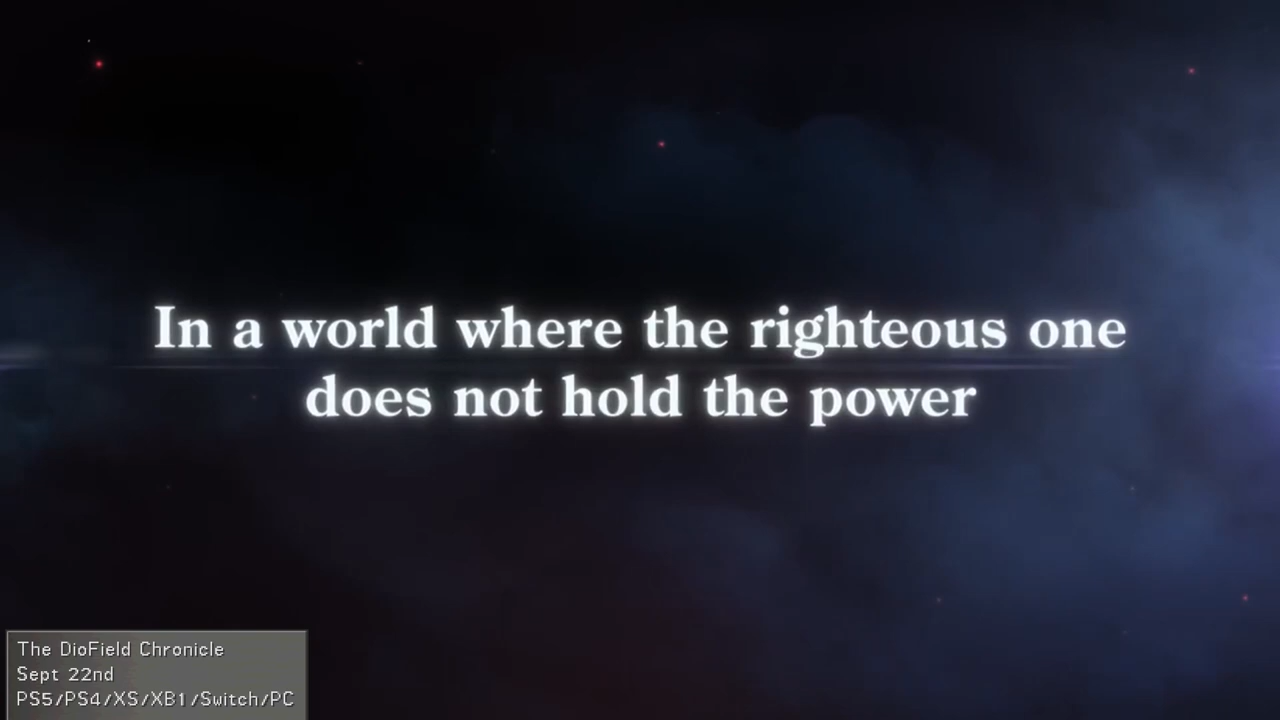 In a world where the righteous one
does not hold the power
The DioField Chronicle
Sept 22nd
PS5/PS4/XS/XB1/Switch/PC